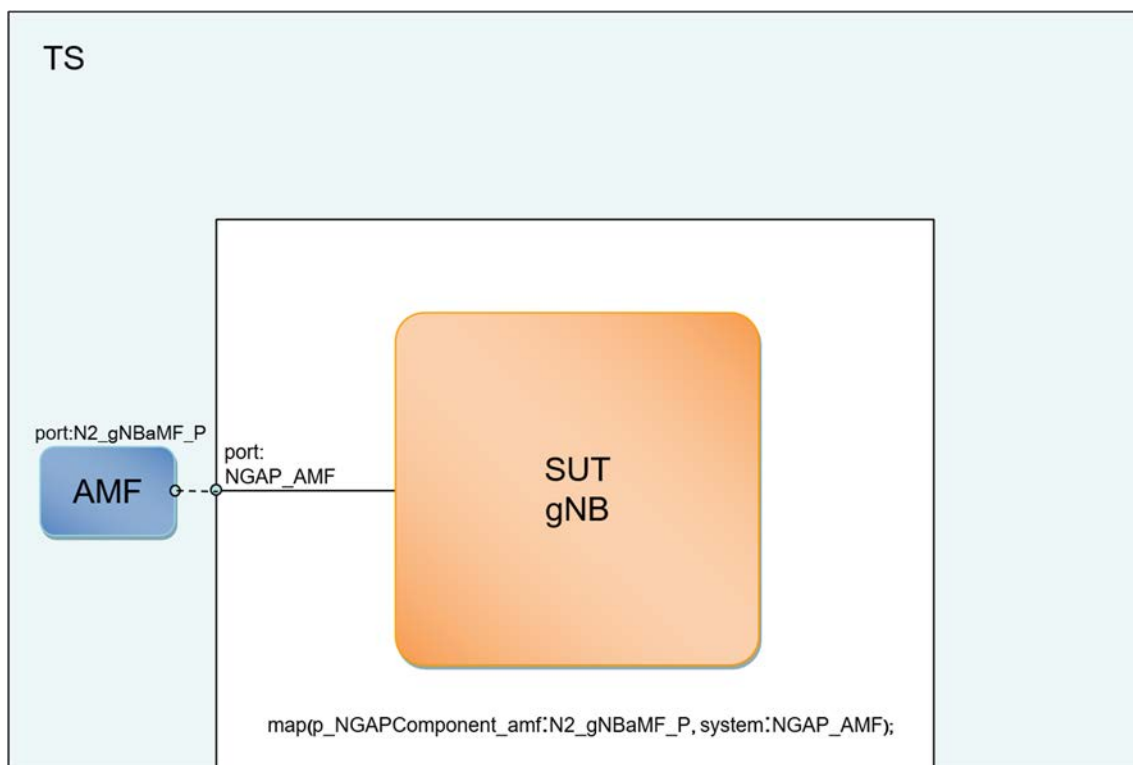 TS
port:N2_gNBaMF_P
AMF
port:
NGAP_AMF
SUT
gNB
map(p_NGAPComponent_amf:N2_gNBaMF_P, system:NGAP_AMF);